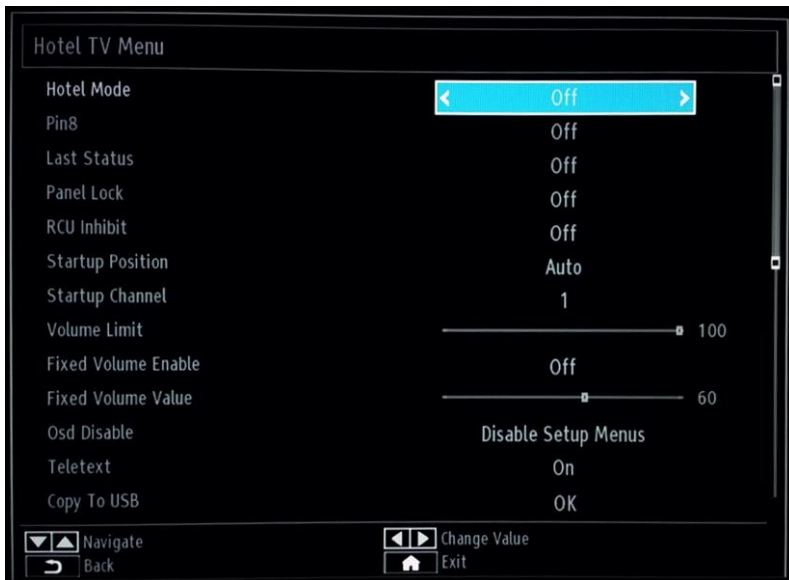 Hotel TV Menu
Hotel Mode Off
Pin8 Off
Last Status Off
Panel Lock Off
RCU Inhibit Off
Startup Position Auto
Startup Channel 1
Volume Limit 100
Fixed Volume Enable Off
Fixed Volume Value 60
Osd Disable Disable Setup Menus
Teletext On
Copy To USB OK
Navigate Change Value
Back Exit